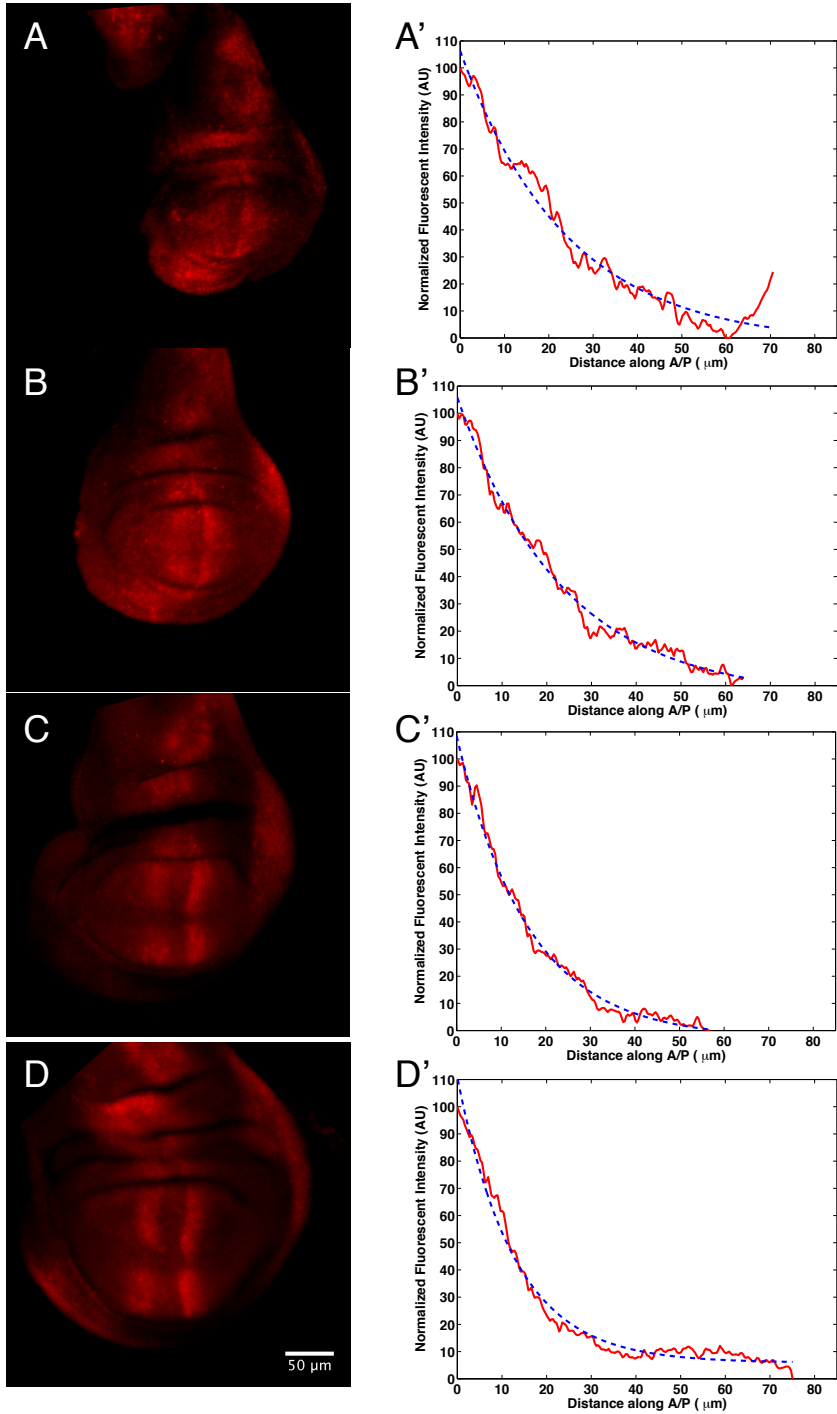 A
A'
Normalized Fluorescent Intensity (AU)
110
100
90
80
70
60
50
40
30
20
10
0
0 10 20 30 40 50 60 70 80
Distance along A/P ( μm)
B
B'
Normalized Fluorescent Intensity (AU)
110
100
90
80
70
60
50
40
30
20
10
0
0 10 20 30 40 50 60 70 80
Distance along A/P ( μm)
C
C'
Normalized Fluorescent Intensity (AU)
110
100
90
80
70
60
50
40
30
20
10
0
0 10 20 30 40 50 60 70 80
Distance along A/P ( μm)
D
50 μm
D'
Normalized Fluorescent Intensity (AU)
110
100
90
80
70
60
50
40
30
20
10
0
0 10 20 30 40 50 60 70 80
Distance along A/P ( μm)